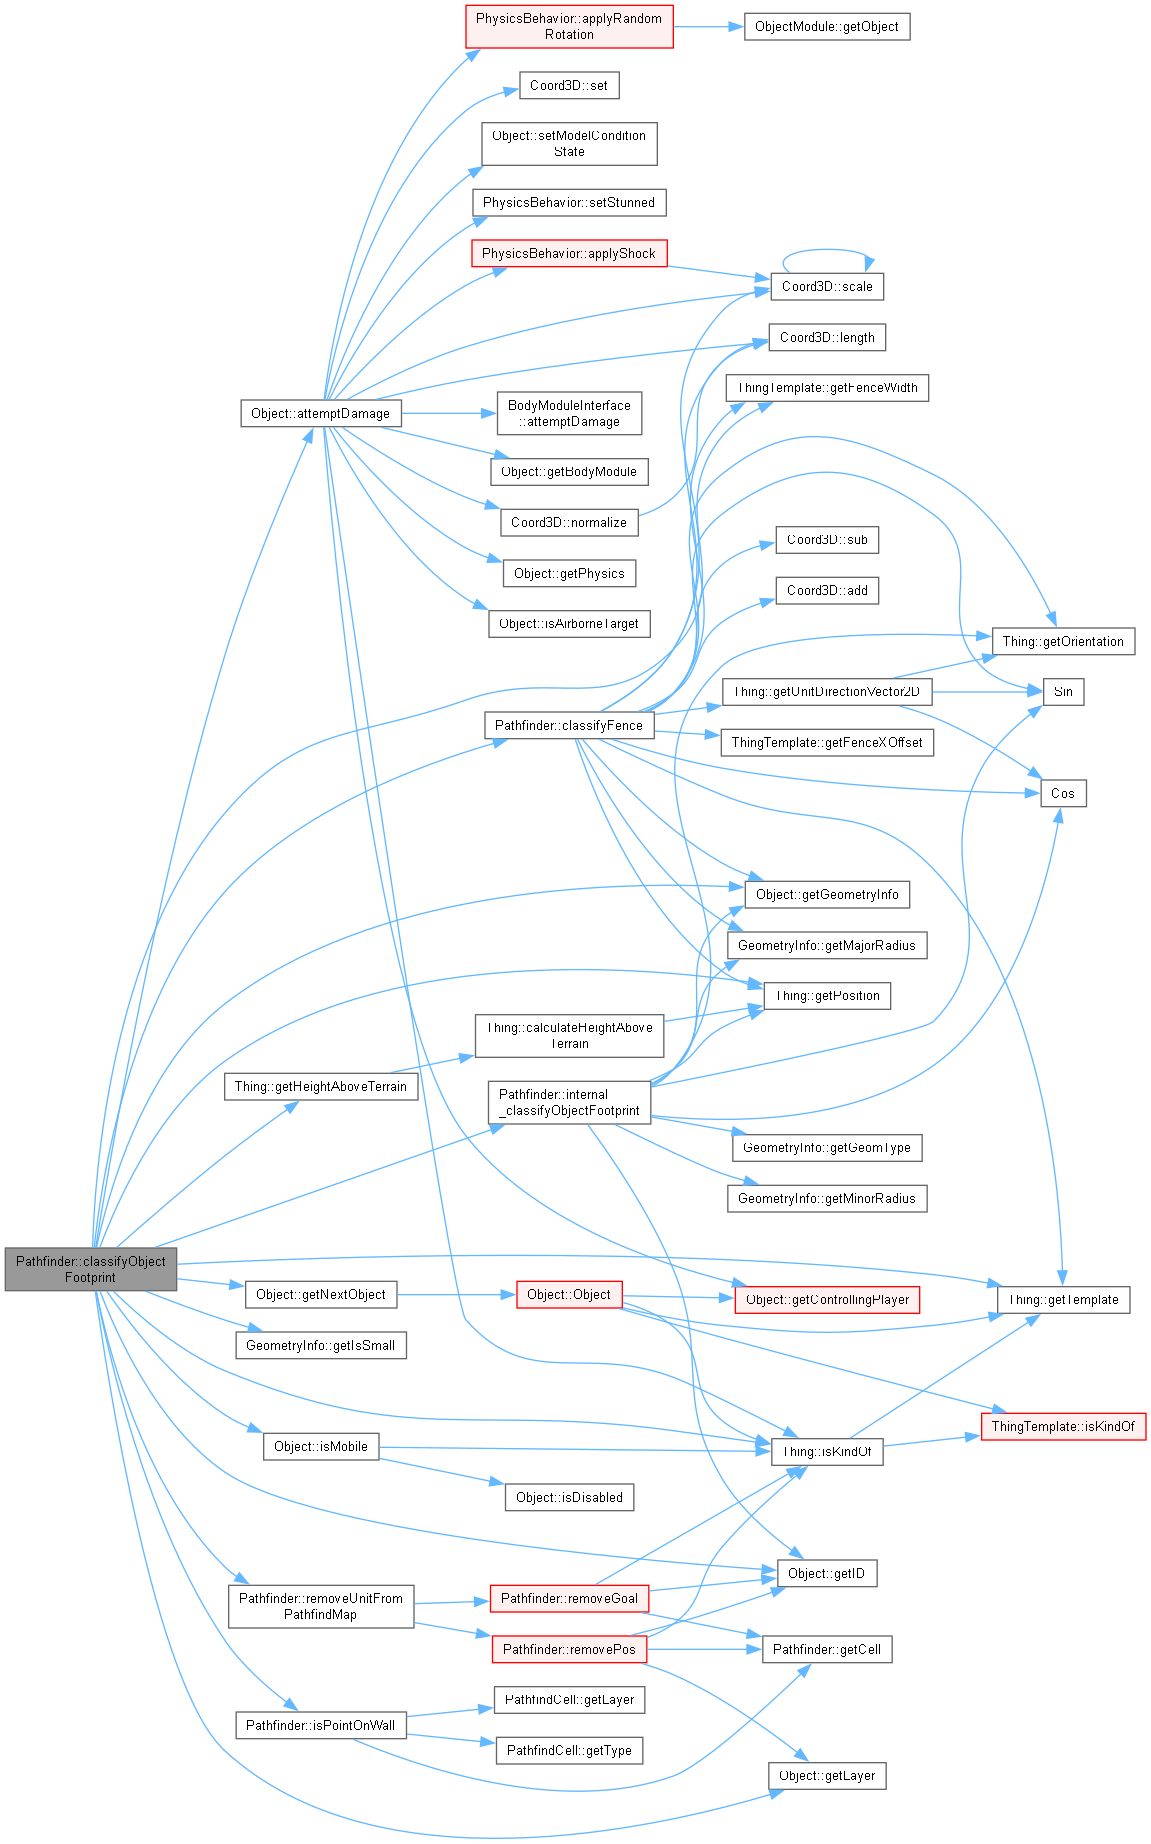 PhysicsBehavior::applyRandom
Rotation
ObjectModule::getObject
Coord3D::set
Object::setModelCondition
State
PhysicsBehavior::setStunned
PhysicsBehavior::applyShock
Coord3D::scale
Coord3D::length
ThingTemplate::getFenceWidth
Object::attemptDamage
BodyModuleInterface
::attemptDamage
Object::getBodyModule
Coord3D::normalize
Coord3D::sub
Object::getPhysics
Coord3D::add
Object::isAirborneTarget
Thing::getOrientation
Thing::getUnitDirectionVector2D
Sin
Pathfinder::classifyFence
ThingTemplate::getFenceXOffset
Cos
Object::getGeometryInfo
GeometryInfo::getMajorRadius
Thing::getPosition
Thing::calculateHeightAbove
Terrain
Thing::getHeightAboveTerrain
Pathfinder::internal
_classifyObjectFootprint
GeometryInfo::getGeomType
GeometryInfo::getMinorRadius
Pathfinder::classifyObject
Footprint
Object::getNextObject
Object::Object
Object::getControllingPlayer
Thing::getTemplate
GeometryInfo::getIsSmall
ThingTemplate::isKindOf
Object::isMobile
Thing::isKindOf
Object::isDisabled
Object::getID
Pathfinder::removeUnitFrom
PathfindMap
Pathfinder::removeGoal
Pathfinder::removePos
Pathfinder::getCell
PathfindCell::getLayer
Pathfinder::isPointOnWall
PathfindCell::getType
Object::getLayer